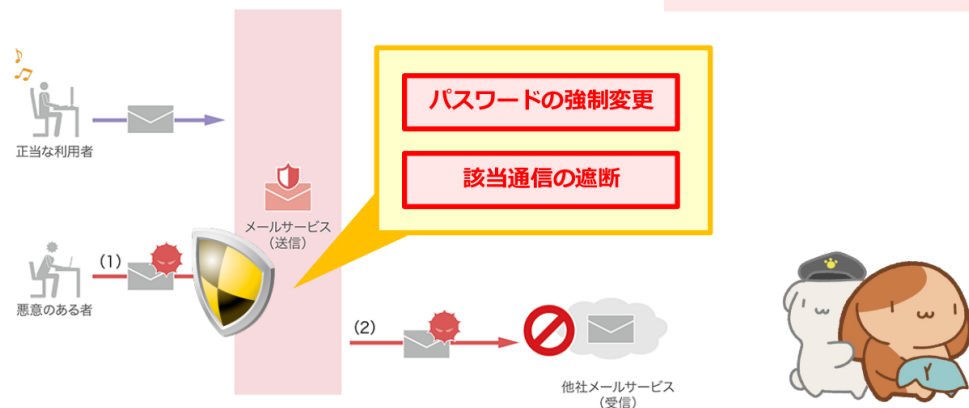 パスワードの強制変更
正当な利用者
該当通信の遮断
メールサービス
（送信）
（1）
悪意のある者
（2）
他社メールサービス
（受信）